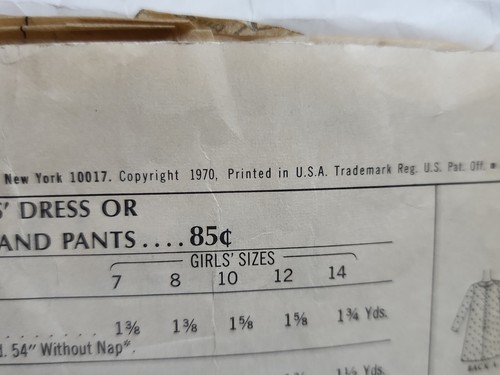 New York 10017. Copyright 1970, Printed in U.S.A. Trademark Reg. U.S. Pat. Off.
S' DRESS OR
AND PANTS....85¢
GIRLS' SIZES
7 8 10 12 14
........ 1⅜ 1⅜ 1⅝ 1⅝ 1¾ Yds.
d. 54" Without Nap*.
Yds.